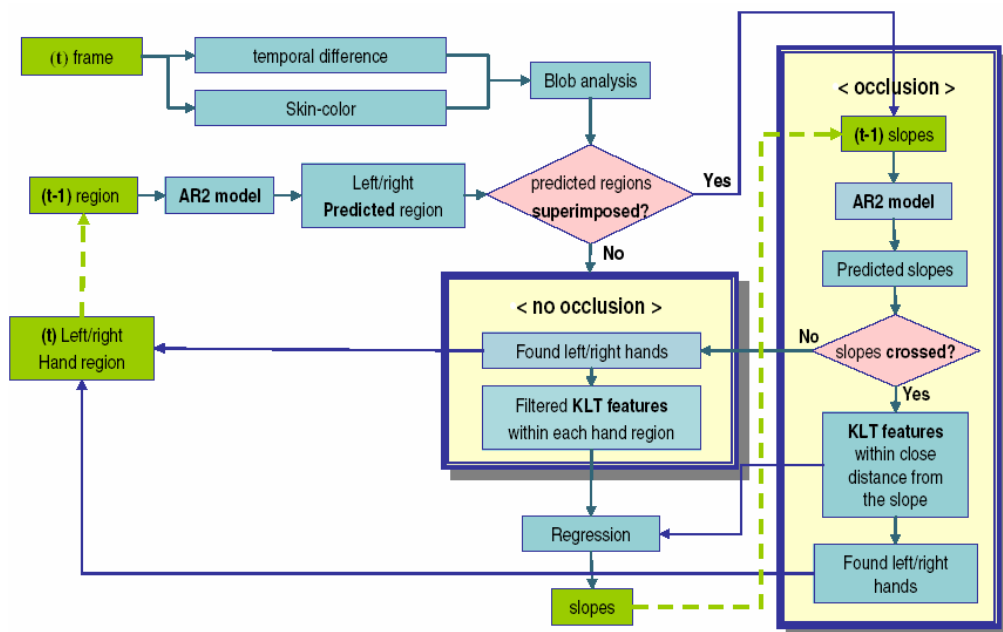 (t) frame
temporal difference
Skin-color
Blob analysis
(t-1) region
AR2 model
Left/right
Predicted region
predicted regions
superimposed?
Yes
No
< occlusion >
(t-1) slopes
AR2 model
Predicted slopes
slopes crossed?
No
Yes
KLT features
within close
distance from
the slope
Found left/right
hands
< no occlusion >
Found left/right hands
Filtered KLT features
within each hand region
(t) Left/right
Hand region
Regression
slopes